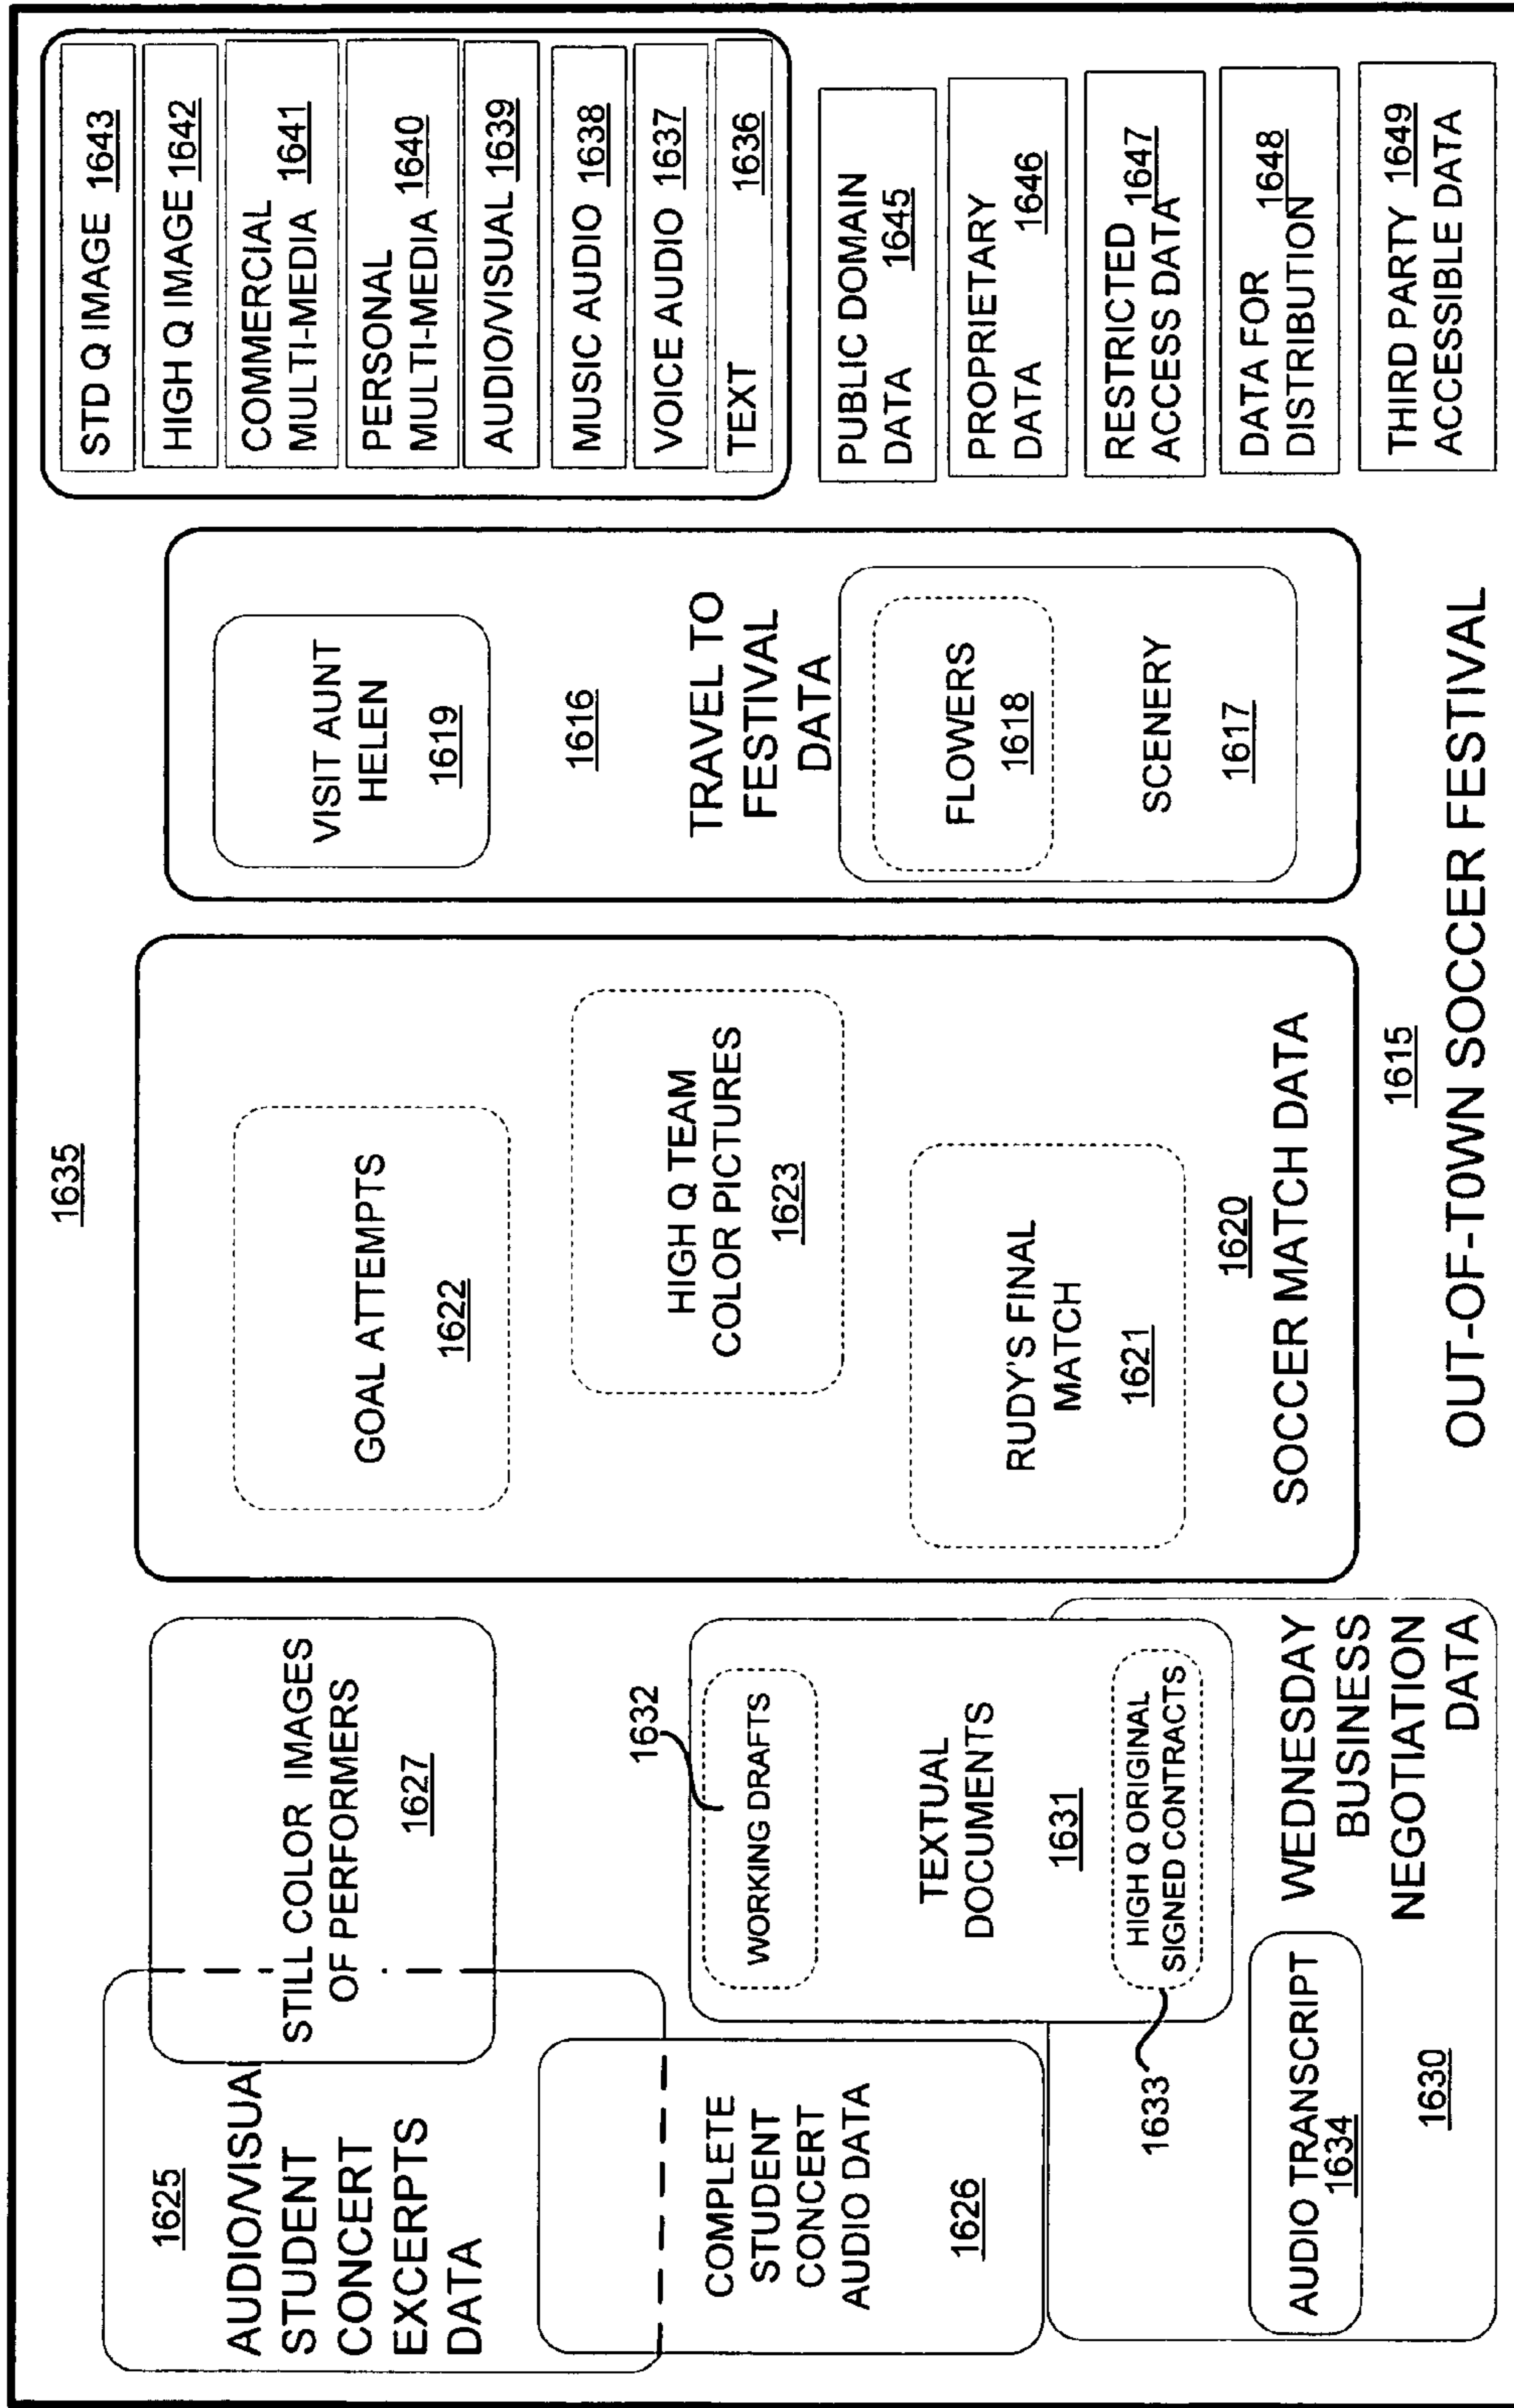 1635
1625
AUDIO/VISUAL
STUDENT
CONCERT
EXCERPTS
DATA
STILL COLOR IMAGES
OF PERFORMERS
1627
COMPLETE
STUDENT
CONCERT
AUDIO DATA
1626
1632
WORKING DRAFTS
TEXTUAL
DOCUMENTS
1631
HIGH Q ORIGINAL
SIGNED CONTRACTS
1633
AUDIO TRANSCRIPT
1634
1630
WEDNESDAY
BUSINESS
NEGOTIATION
DATA
GOAL ATTEMPTS
1622
HIGH Q TEAM
COLOR PICTURES
1623
RUDY'S FINAL
MATCH
1621
1620
SOCCER MATCH DATA
VISIT AUNT
HELEN
1619
1616
TRAVEL TO
FESTIVAL
DATA
FLOWERS
1618
SCENERY
1617
1615
OUT-OF-T0WN SOCCER FESTIVAL
STD Q IMAGE 1643
HIGH Q IMAGE 1642
COMMERCIAL
MULTI-MEDIA 1641
PERSONAL
MULTI-MEDIA 1640
AUDIO/VISUAL 1639
MUSIC AUDIO 1638
VOICE AUDIO 1637
TEXT 1636
PUBLIC DOMAIN
DATA 1645
PROPRIETARY
DATA 1646
RESTRICTED
ACCESS DATA 1647
DATA FOR 1648
DISTRIBUTION
THIRD PARTY 1649
ACCESSIBLE DATA